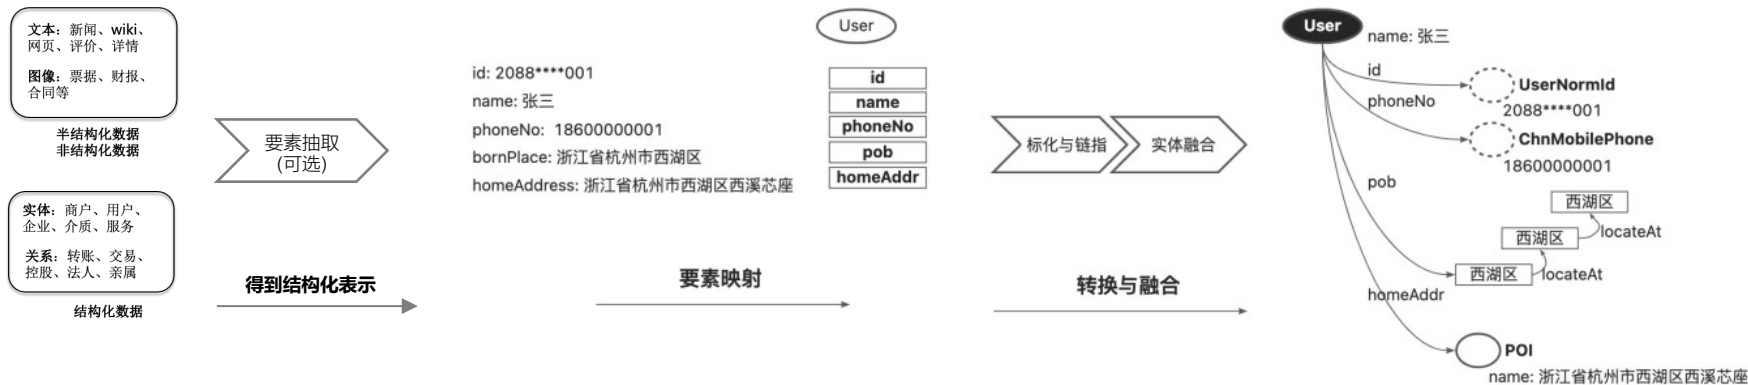 文本：新闻、wiki、
网页、评价、详情
图像：票据、财报、
合同等
半结构化数据
非结构化数据
实体：商户、用户、
企业、介质、服务
关系：转账、交易、
控股、法人、亲属
结构化数据
要素抽取
(可选)
得到结构化表示
id: 2088****001
name: 张三
phoneNo: 18600000001
bornPlace: 浙江省杭州市西湖区
homeAddress: 浙江省杭州市西湖区西溪芯座
User
id
name
phoneNo
pob
homeAddr
要素映射
标化与链指
实体融合
转换与融合
User
name: 张三
id
UserNormId
phoneNo
2088****001
ChnMobilePhone
18600000001
pob
西湖区
locateAt
西湖区
locateAt
西湖区
homeAddr
POI
name: 浙江省杭州市西湖区西溪芯座